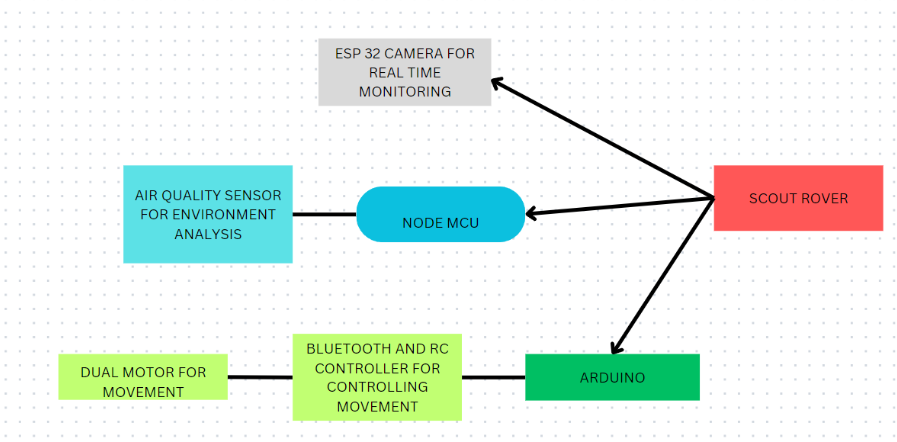 ESP 32 CAMERA FOR
REAL TIME
MONITORING
AIR QUALITY SENSOR
FOR ENVIRONMENT
ANALYSIS
NODE MCU
SCOUT ROVER
DUAL MOTOR FOR
MOVEMENT
BLUETOOTH AND RC
CONTROLLER FOR
CONTROLLING
MOVEMENT
ARDUINO